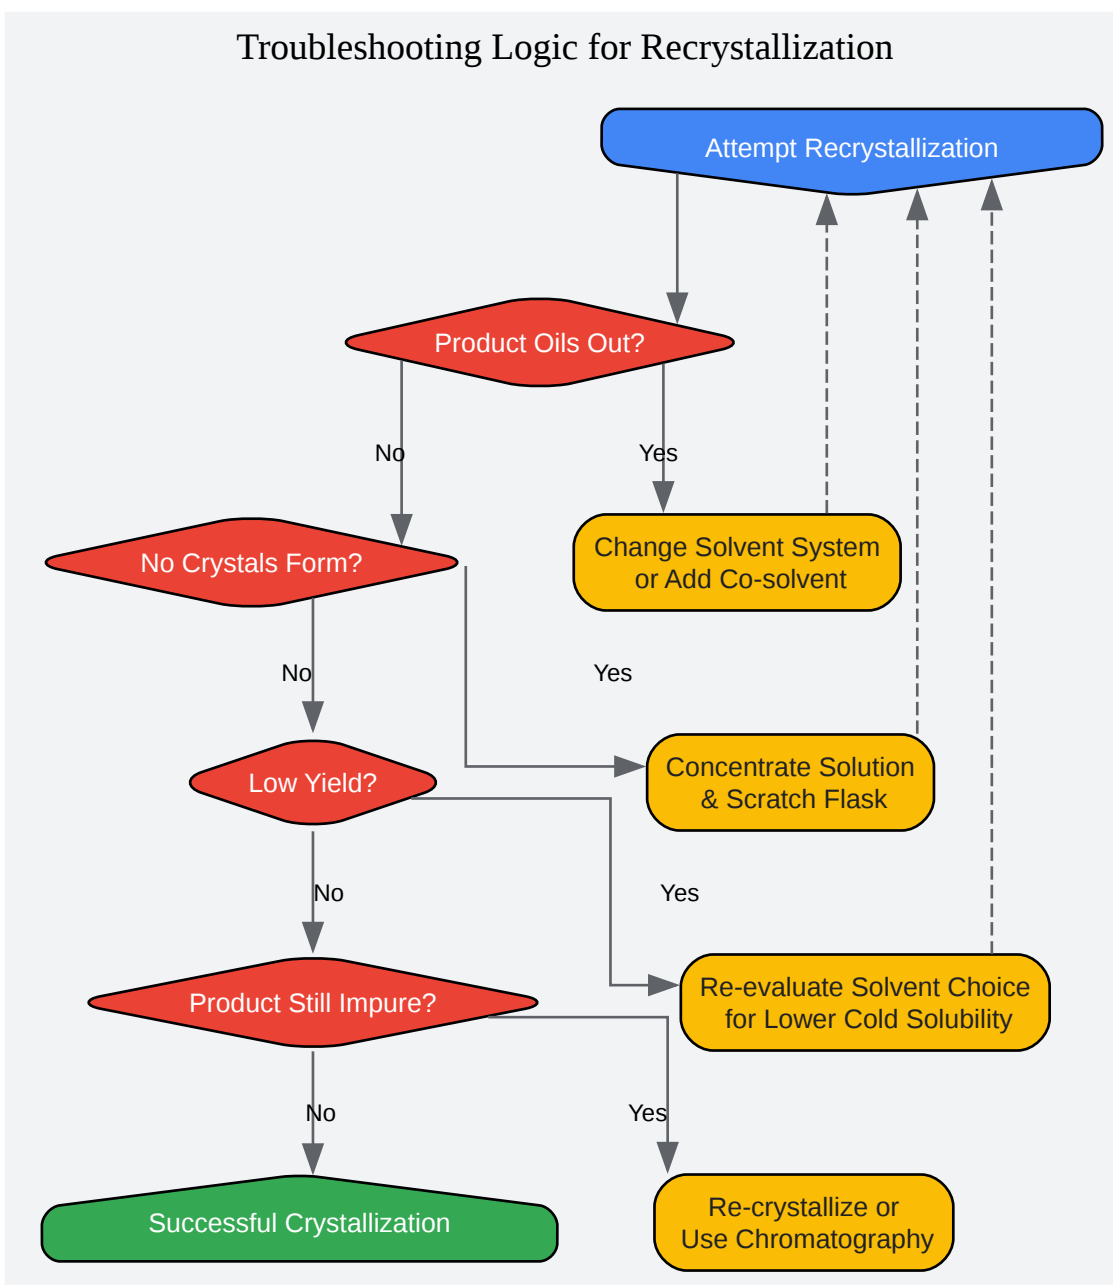 Troubleshooting Logic for Recrystallization
Attempt Recrystallization
Product Oils Out?
No
Yes
No Crystals Form?
Change Solvent System
or Add Co-solvent
No
Yes
Low Yield?
Concentrate Solution
& Scratch Flask
No
Yes
Product Still Impure?
Re-evaluate Solvent Choice
for Lower Cold Solubility
No
Yes
Successful Crystallization
Re-crystallize or
Use Chromatography